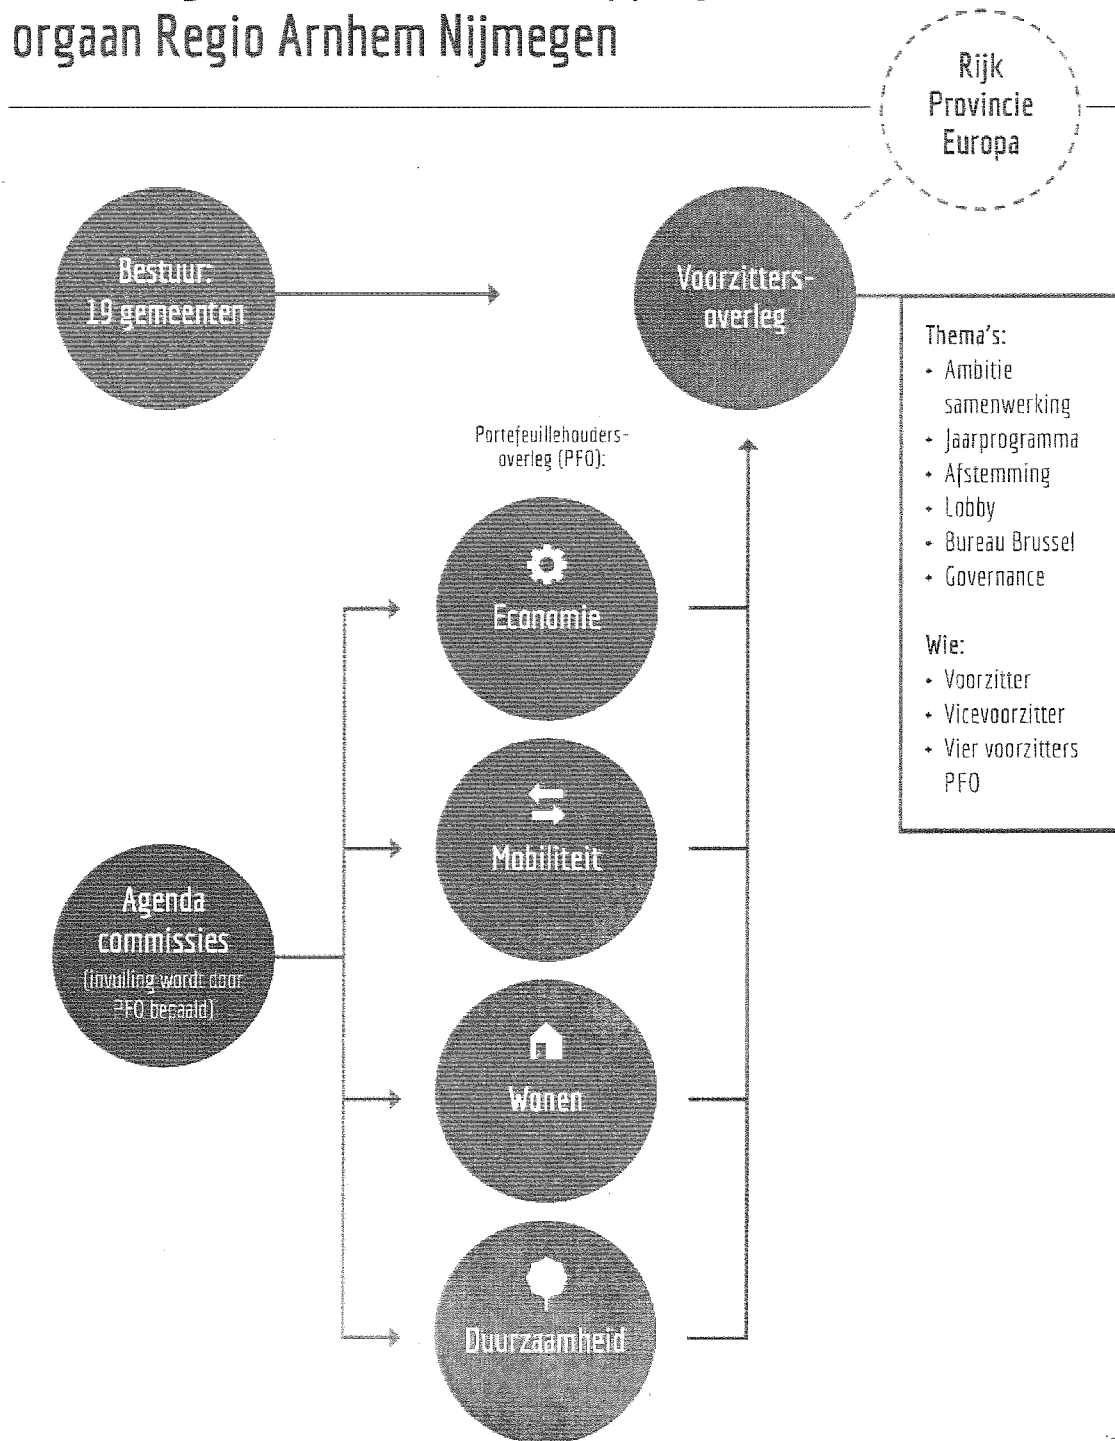 orgaan Regio Arnhem Nijmegen
Rijk
Provincie
Europa
Bestuur:
19 gemeenten
Voorzitters-
overleg
Thema's:
• Ambitie
samenwerking
• Jaarprogramma
• Afstemming
• Lobby
• Bureau Brussel
• Governance
Wie:
• Voorzitter
• Vicevoorzitter
• Vier voorzitters
PFO
Portefeuillehouders-
overleg (PFO):
Economie
Mobiliteit
Agenda
commissies
(invulling wordt door
PFO bepaald)
Wonen
Duurzaamheid